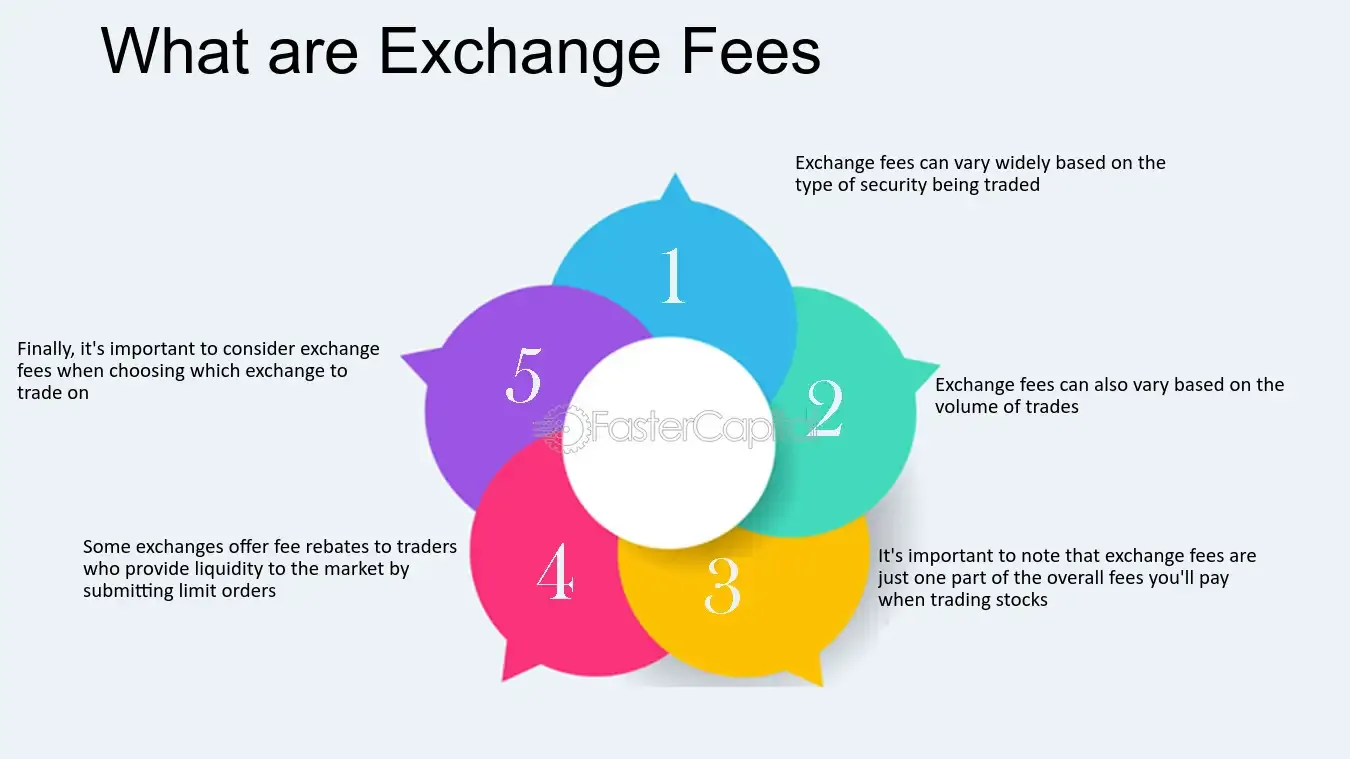 What are Exchange Fees
1
Exchange fees can vary widely based on the
type of security being traded
2
Exchange fees can also vary based on the
volume of trades
3
It's important to note that exchange fees are
just one part of the overall fees you'll pay
when trading stocks
4
Some exchanges offer fee rebates to traders
who provide liquidity to the market by
submitting limit orders
5
Finally, it's important to consider exchange
fees when choosing which exchange to
trade on
FasterCapital